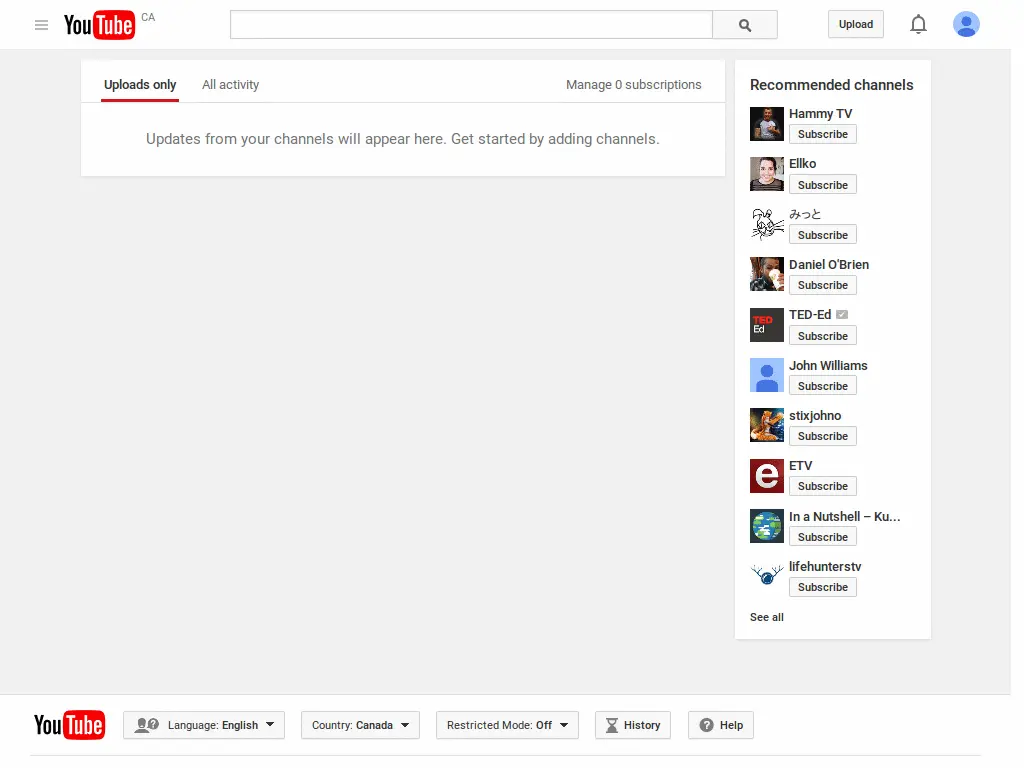 YouTube CA
Upload
Uploads only
All activity
Manage 0 subscriptions
Updates from your channels will appear here. Get started by adding channels.
Recommended channels
Hammy TV
Subscribe
Ellko
Subscribe
みっと
Subscribe
Daniel O'Brien
Subscribe
TED Ed
TED-Ed
Subscribe
John Williams
Subscribe
stixjohno
Subscribe
e
ETV
Subscribe
In a Nutshell – Ku...
Subscribe
lifehunterstv
Subscribe
See all
YouTube
Language: English
Country: Canada
Restricted Mode: Off
History
Help